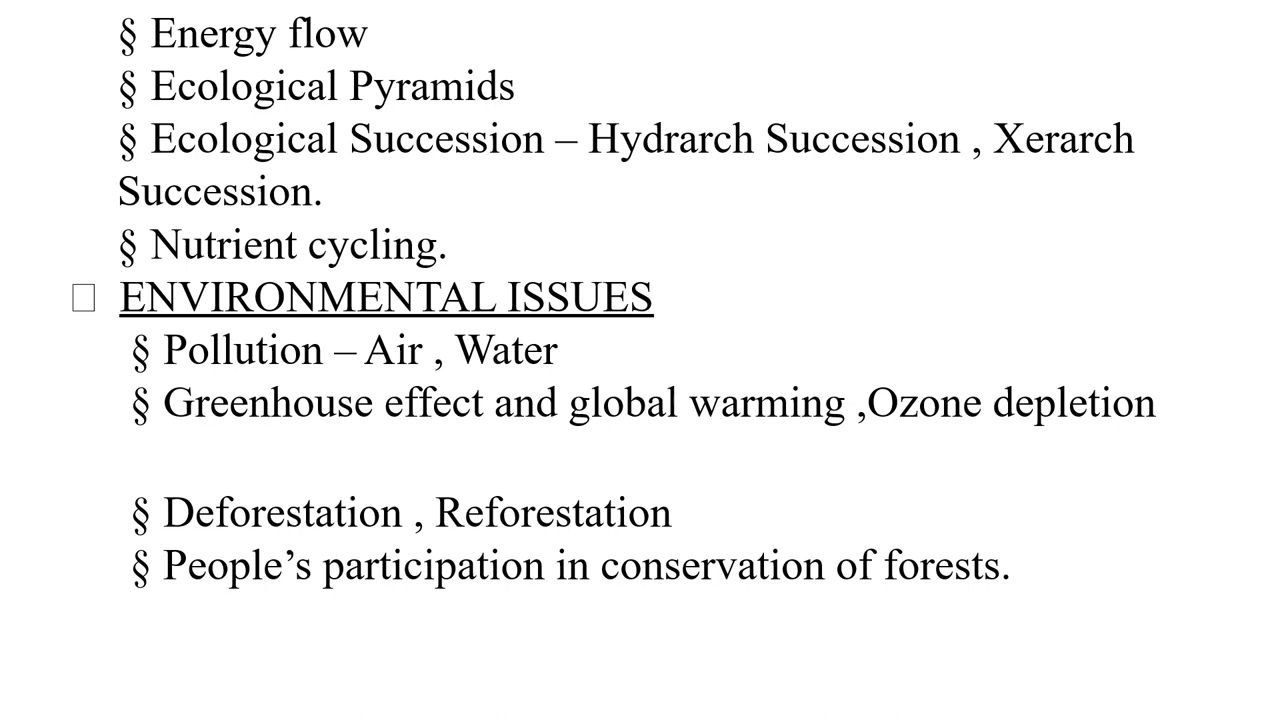 § Energy flow
§ Ecological Pyramids
§ Ecological Succession – Hydrarch Succession , Xerarch
Succession.
§ Nutrient cycling.
□ ENVIRONMENTAL ISSUES
§ Pollution – Air , Water
§ Greenhouse effect and global warming ,Ozone depletion
§ Deforestation , Reforestation
§ People’s participation in conservation of forests.